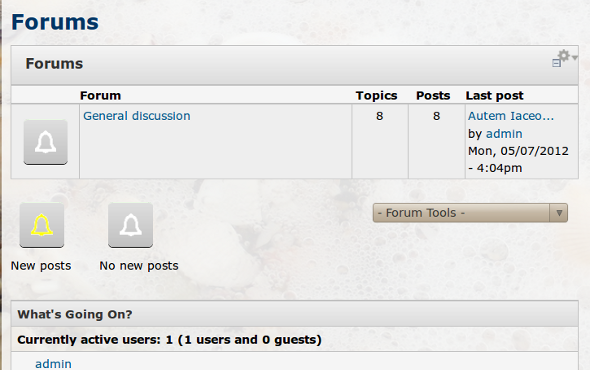 Forums
Forums
Forum Topics Posts Last post
General discussion 8 8 Autem Iaceo...
by admin
Mon, 05/07/2012
- 4:04pm
- Forum Tools -
New posts No new posts
What's Going On?
Currently active users: 1 (1 users and 0 guests)
admin